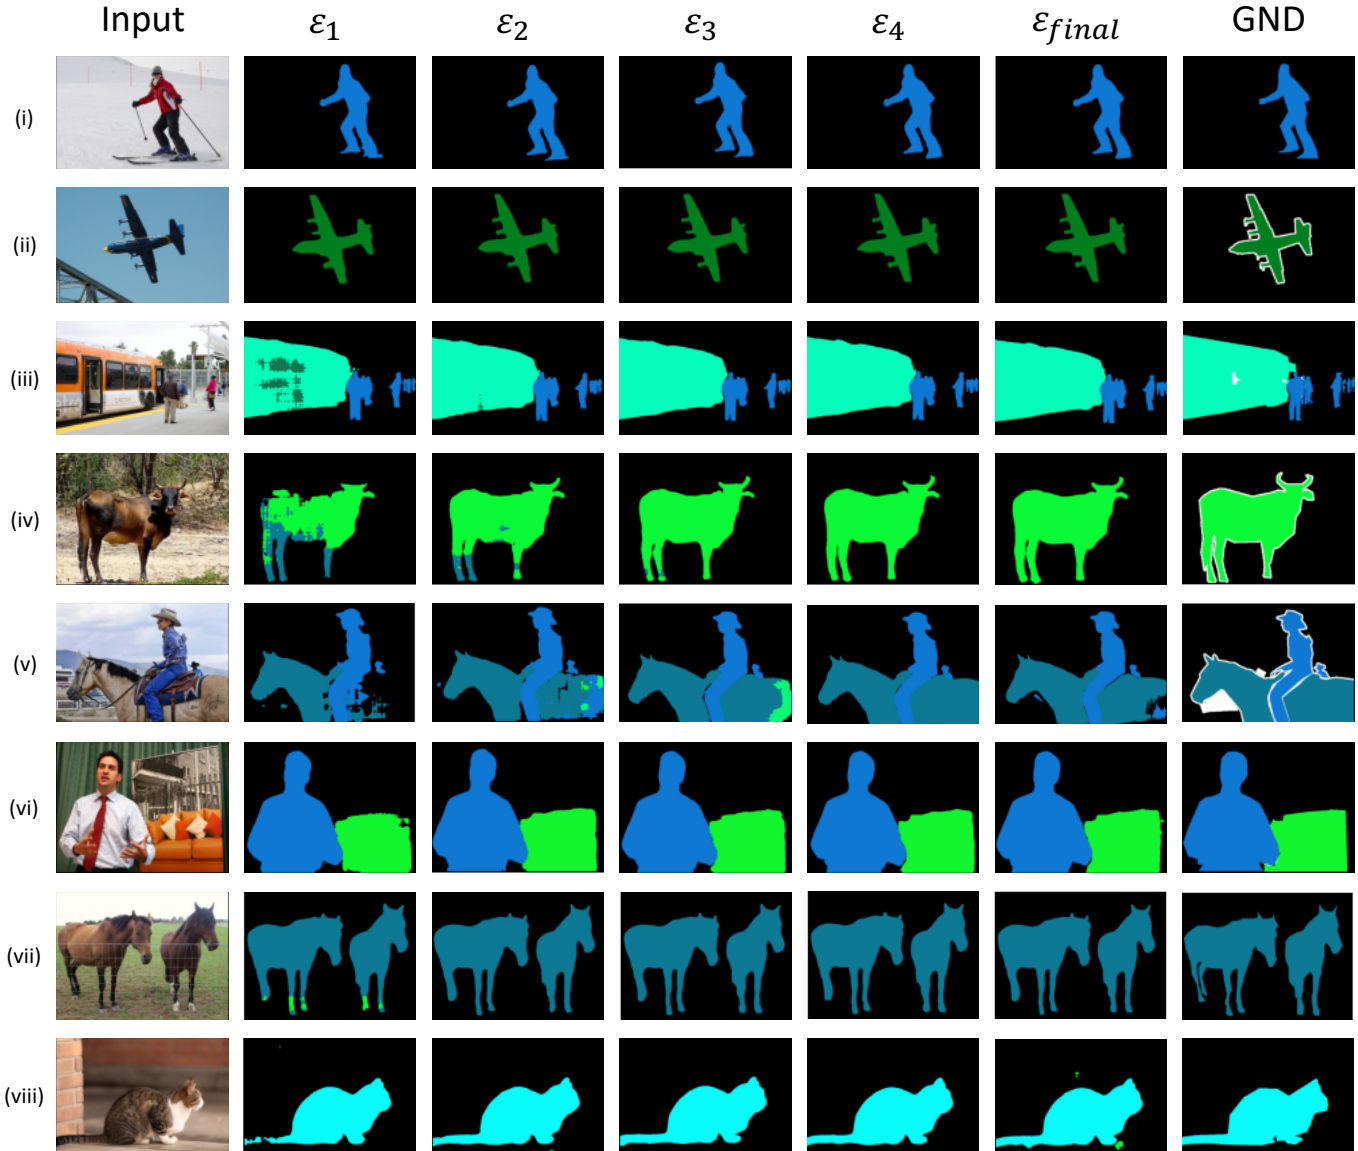 Input ε1 ε2 ε3 ε4 εfinal GND
(i)
(ii)
(iii)
(iv)
(v)
(vi)
(vii)
(viii)